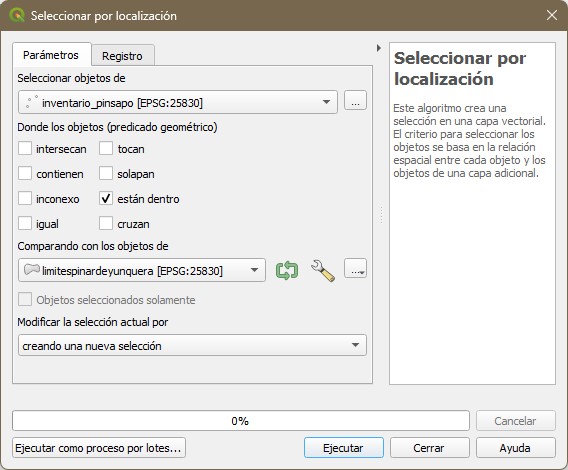 Seleccionar por localización
Parámetros
Registro
Seleccionar objetos de
inventario_pinsapo [EPSG:25830]
...
Donde los objetos (predicado geométrico)
intersecan
tocan
contienen
solapan
inconexo
están dentro
igual
cruzan
Comparando con los objetos de
limitespinardeyunquera [EPSG:25830]
...
Objetos seleccionados solamente
Modificar la selección actual por
creando una nueva selección
Seleccionar por
localización
Este algoritmo crea una
selección en una capa vectorial.
El criterio para seleccionar los
objetos se basa en la relación
espacial entre cada objeto y los
objetos de una capa adicional.
0%
Cancelar
Ejecutar como proceso por lotes...
Ejecutar
Cerrar
Ayuda